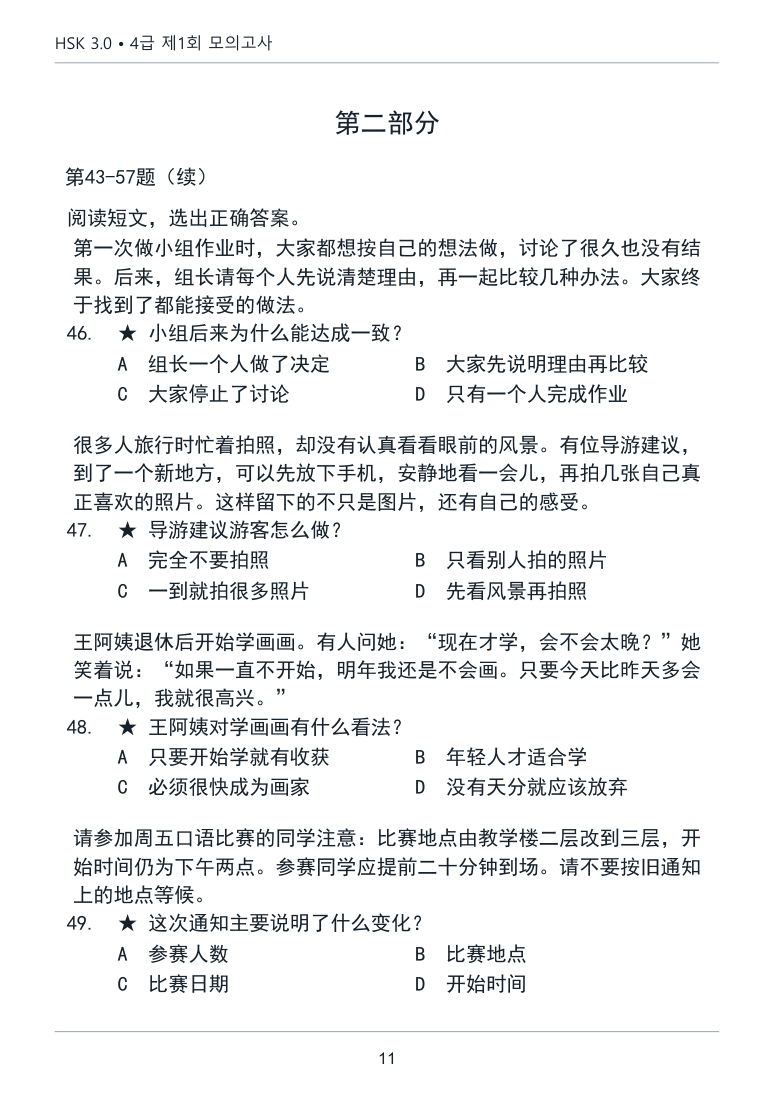 HSK 3.0 • 4급 제1회 모의고사
第二部分
第43-57题（续）
阅读短文，选出正确答案。
第一次做小组作业时，大家都想按自己的想法做，讨论了很久也没有结
果。后来，组长请每个人先说清楚理由，再一起比较几种办法。大家终
于找到了都能接受的做法。
46. ★ 小组后来为什么能达成一致？
A 组长一个人做了决定 B 大家先说明理由再比较
C 大家停止了讨论 D 只有一个人完成作业
很多人旅行时忙着拍照，却没有认真看看眼前的风景。有位导游建议，
到了一个新地方，可以先放下手机，安静地看一会儿，再拍几张自己真
正喜欢的照片。这样留下的不只是图片，还有自己的感受。
47. ★ 导游建议游客怎么做？
A 完全不要拍照 B 只看别人拍的照片
C 一到就拍很多照片 D 先看风景再拍照
王阿姨退休后开始学画画。有人问她：“现在才学，会不会太晚？”她
笑着说：“如果一直不开始，明年我还是不会画。只要今天比昨天多会
一点儿，我就很高兴。”
48. ★ 王阿姨对学画画有什么看法？
A 只要开始学就有收获 B 年轻人才适合学
C 必须很快成为画家 D 没有天分就应该放弃
请参加周五口语比赛的同学注意：比赛地点由教学楼二层改到三层，开
始时间仍为下午两点。参赛同学应提前二十分钟到场。请不要按旧通知
上的地点等候。
49. ★ 这次通知主要说明了什么变化？
A 参赛人数 B 比赛地点
C 比赛日期 D 开始时间
11